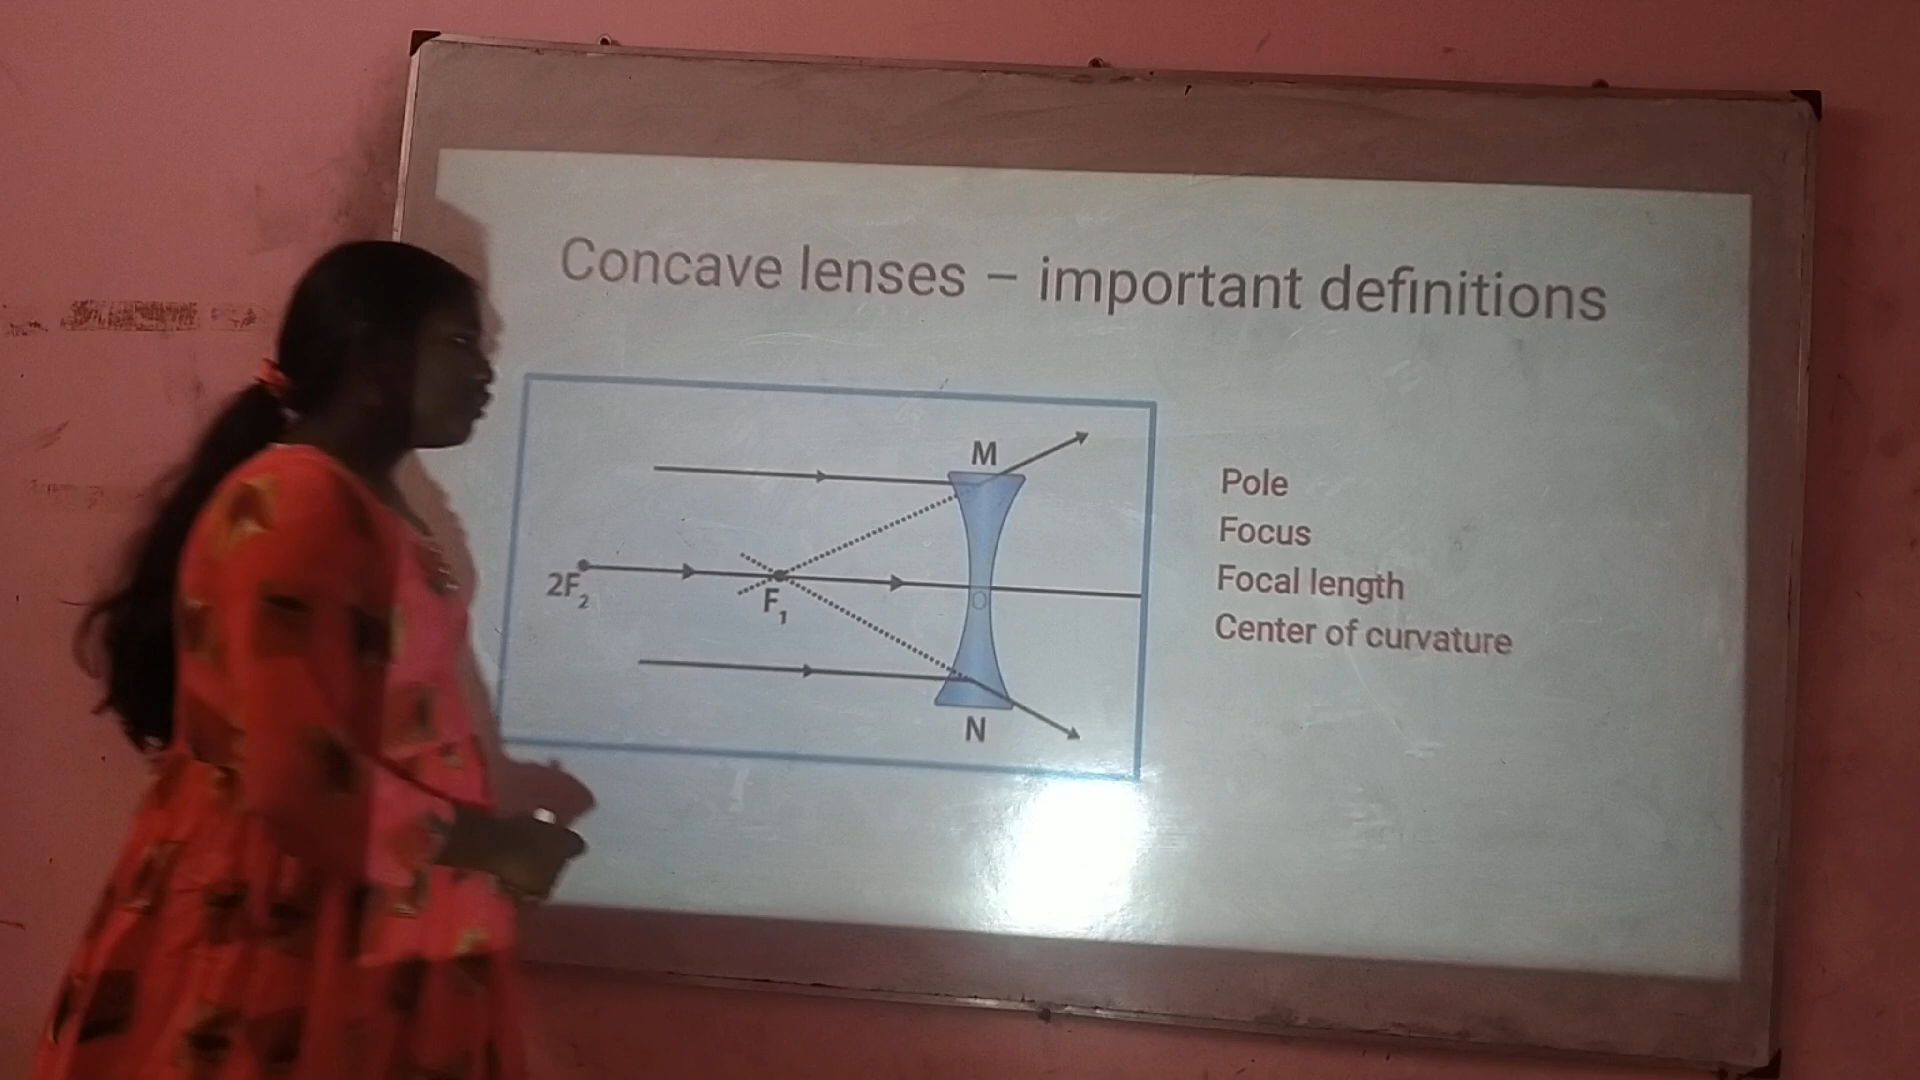 Concave lenses – important definitions
M
2F₂
F₁
O
N
Pole
Focus
Focal length
Center of curvature